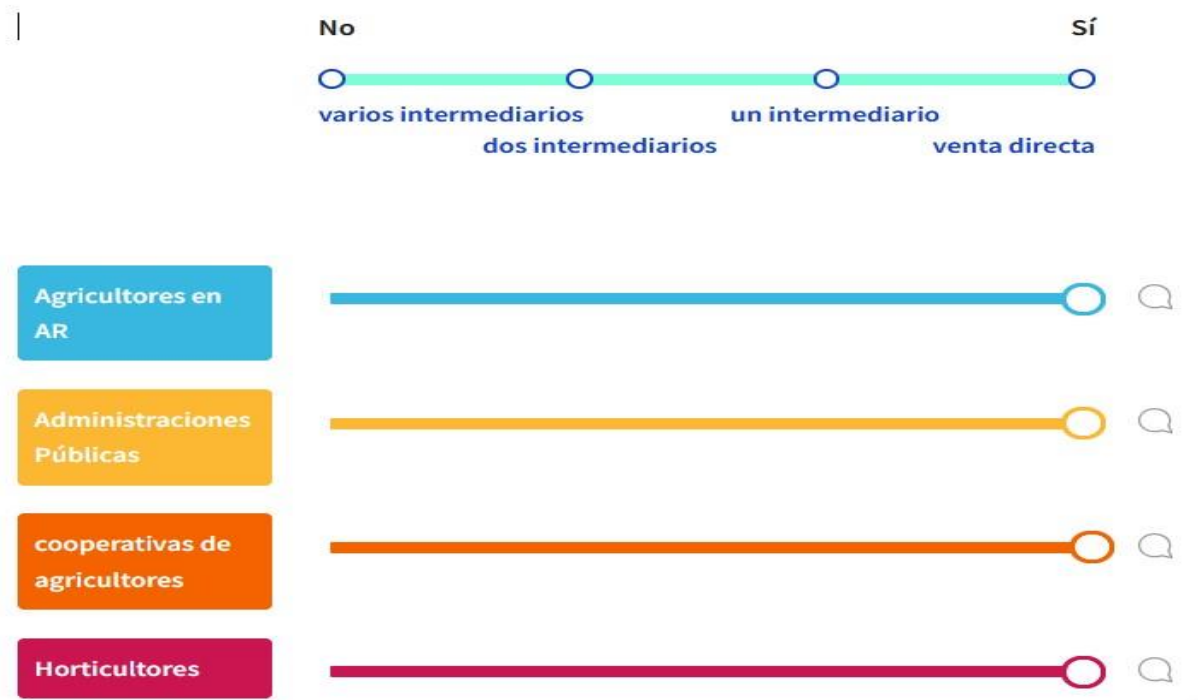 No Sí
varios intermediarios un intermediario
dos intermediarios venta directa
Agricultores en
AR
Administraciones
Públicas
cooperativas de
agricultores
Horticultores